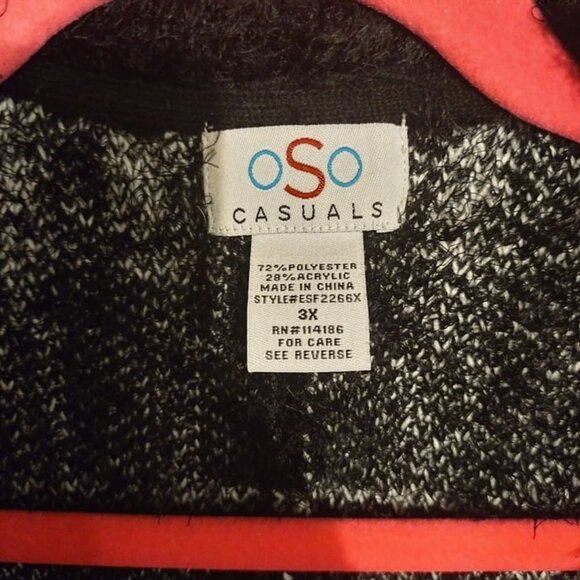 oSo
CASUALS
72%POLYESTER
28%ACRYLIC
MADE IN CHINA
STYLE#ESF2266X
3X
RN#114186
FOR CARE
SEE REVERSE